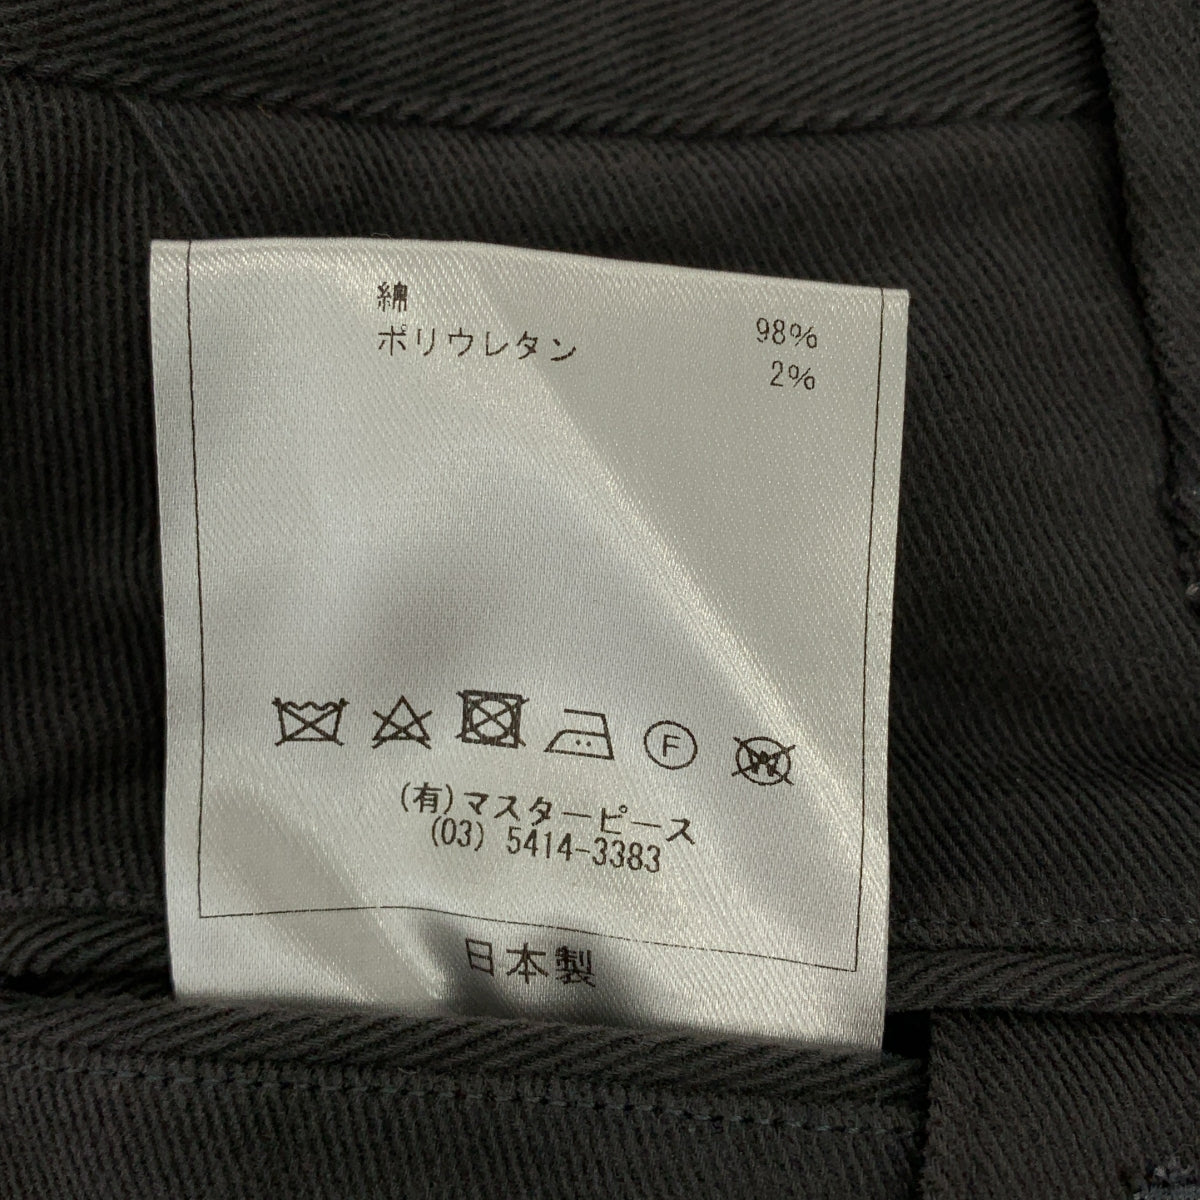 綿 98%
ポリウレタン 2%
F W
(有)マスターピース
(03) 5414-3383
日本製